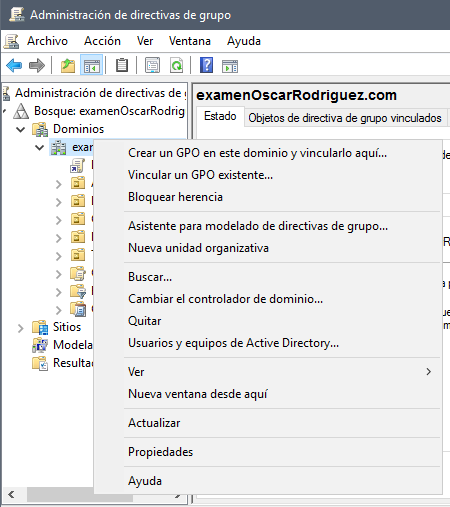 Administración de directivas de grupo
Archivo Acción Ver Ventana Ayuda
Administración de directivas de g
Bosque: examenOscarRodrig
Dominios
exam
Sitios
Modela
Resulta
examenOscarRodriguez.com
Estado Objetos de directiva de grupo vinculados
Crear un GPO en este dominio y vincularlo aquí...
Vincular un GPO existente...
Bloquear herencia
Asistente para modelado de directivas de grupo...
Nueva unidad organizativa
Buscar...
Cambiar el controlador de dominio...
Quitar
Usuarios y equipos de Active Directory...
Ver
Nueva ventana desde aquí
Actualizar
Propiedades
Ayuda